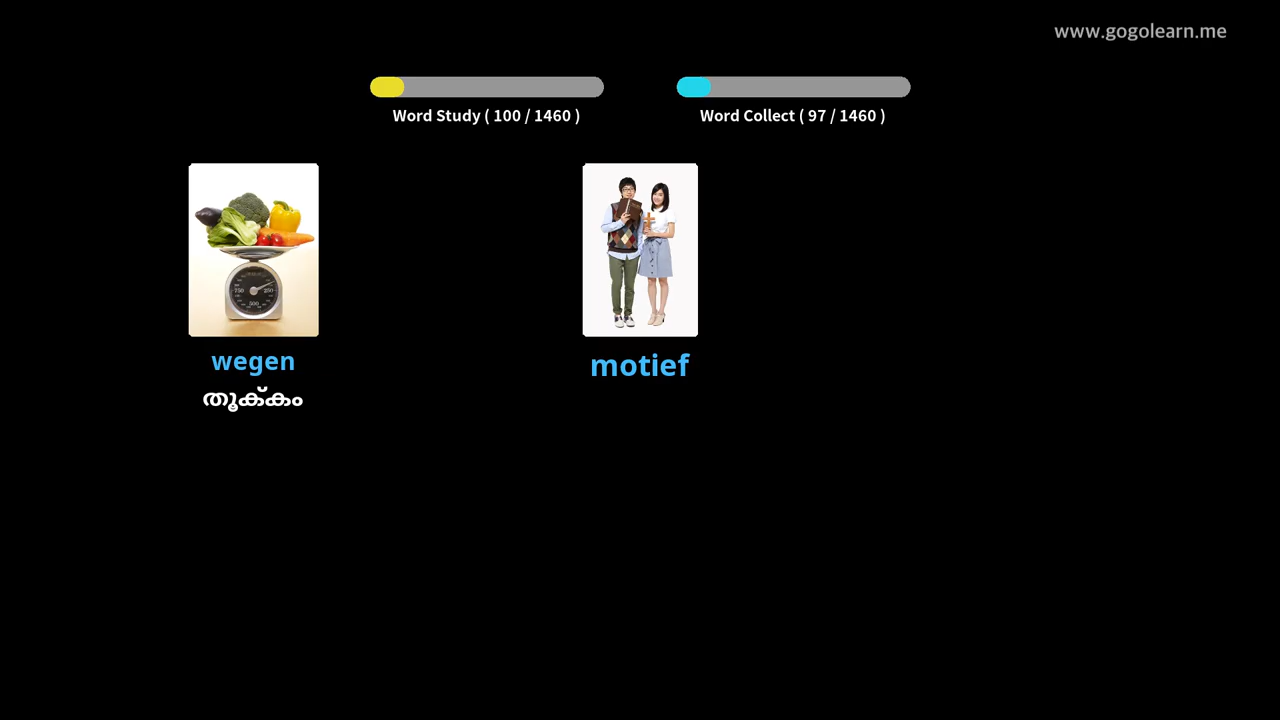 www.gogolearn.me
Word Study ( 100 / 1460 )
Word Collect ( 97 / 1460 )
wegen
തൂക്കം
motief